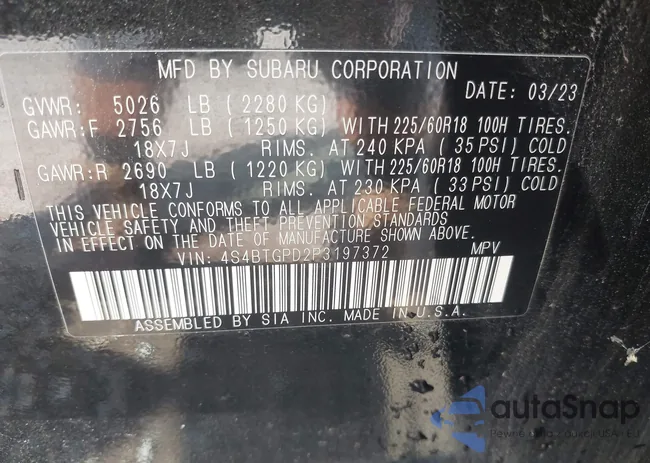 MFD BY SUBARU CORPORATION
DATE: 03/23
GVWR: 5026 LB (2280 KG)
GAWR:F 2756 LB (1250 KG) WITH 225/60R18 100H TIRES.
18X7J RIMS. AT 240 KPA (35 PSI) COLD
GAWR:R 2690 LB (1220 KG) WITH 225/60R18 100H TIRES.
18X7J RIMS. AT 230 KPA (33 PSI) COLD
THIS VEHICLE CONFORMS TO ALL APPLICABLE FEDERAL MOTOR
VEHICLE SAFETY AND THEFT PREVENTION STANDARDS
IN EFFECT ON THE DATE OF MANUFACTURE SHOWN ABOVE.
VIN: 4S4BTGPD2P3197372 MPV
ASSEMBLED BY SIA INC. MADE IN U.S.A.
autaSnap